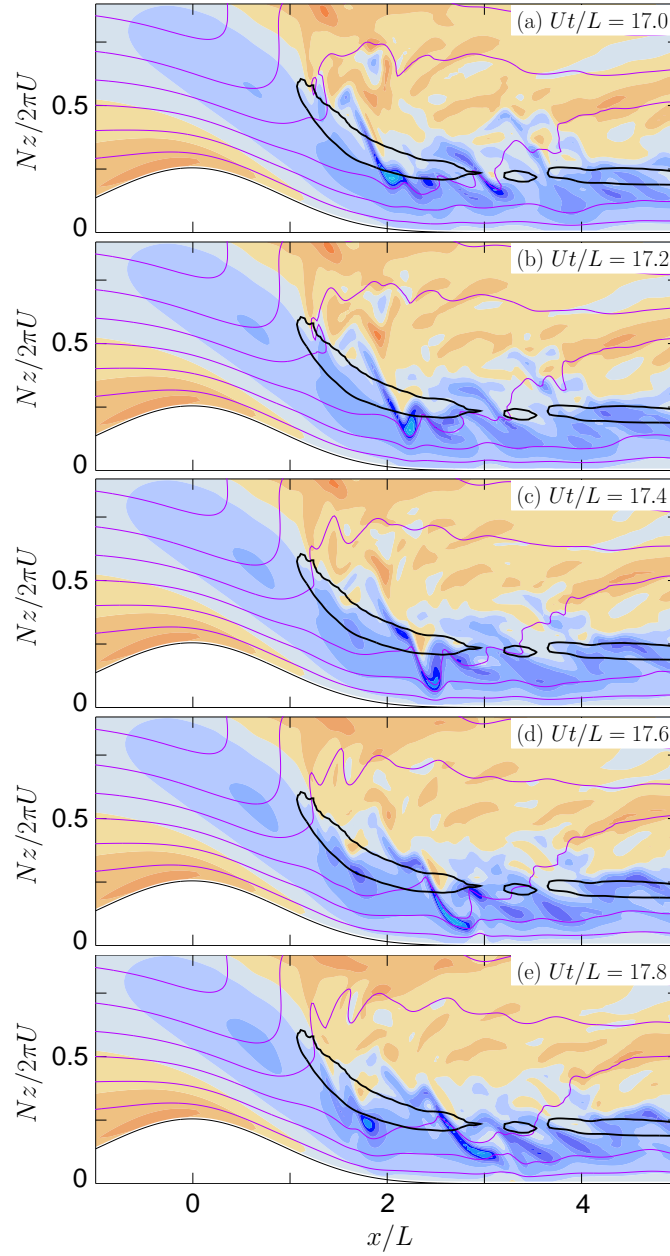 (a) Ut/L = 17.0
Nz/2πU
0.5
0
(b) Ut/L = 17.2
Nz/2πU
0.5
0
(c) Ut/L = 17.4
Nz/2πU
0.5
0
(d) Ut/L = 17.6
Nz/2πU
0.5
0
(e) Ut/L = 17.8
Nz/2πU
0.5
0
0 2 4
x/L